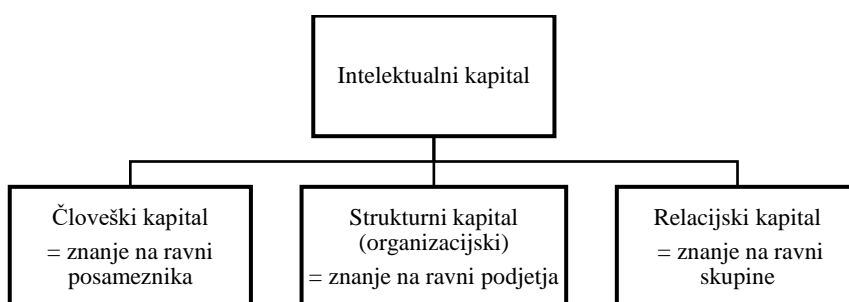 Intelektualni kapital
Človeški kapital
= znanje na ravni
posameznika
Strukturni kapital
(organizacijski)
= znanje na ravni podjetja
Relacijski kapital
= znanje na ravni
skupine